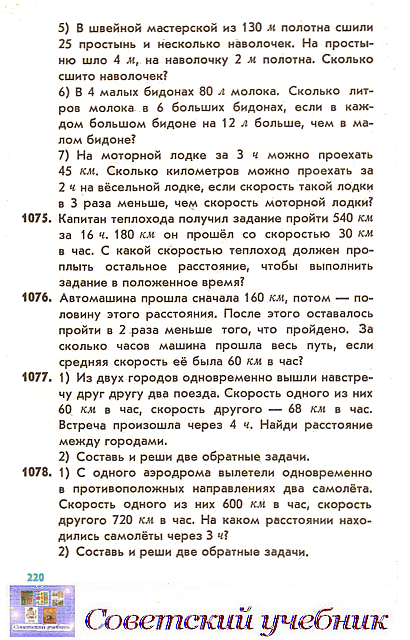 5) В швейной мастерской из 130 м полотна сшили
25 простынь и несколько наволочек. На просты-
ню шло 4 м, на наволочку 2 м полотна. Сколько
сшито наволочек?
6) В 4 малых бидонах 80 л молока. Сколько лит-
ров молока в 6 больших бидонах, если в каж-
дом большом бидоне на 12 л больше, чем в ма-
лом бидоне?
7) На моторной лодке за 3 ч можно проехать
45 км. Сколько километров можно проехать за
2 ч на вёсельной лодке, если скорость такой лодки
в 3 раза меньше, чем скорость моторной лодки?
1075. Капитан теплохода получил задание пройти 540 км
за 16 ч. 180 км он прошёл со скоростью 30 км
в час. С какой скоростью теплоход должен про-
плыть остальное расстояние, чтобы выполнить
задание в положенное время?
1076. Автомашина прошла сначала 160 км, потом — по-
ловину этого расстояния. После этого оставалось
пройти в 2 раза меньше того, что пройдено. За
сколько часов машина прошла весь путь, если
средняя скорость её была 60 км в час?
1077. 1) Из двух городов одновременно вышли навстре-
чу друг другу два поезда. Скорость одного из них
60 км в час, скорость другого — 68 км в час.
Встреча произошла через 4 ч. Найди расстояние
между городами.
2) Составь и реши две обратные задачи.
1078. 1) С одного аэродрома вылетели одновременно
в противоположных направлениях два самолёта.
Скорость одного из них 600 км в час, скорость
другого 720 км в час. На каком расстоянии нахо-
дились самолёты через 3 ч?
2) Составь и реши две обратные задачи.
220
Советский учебник
Советский учебник